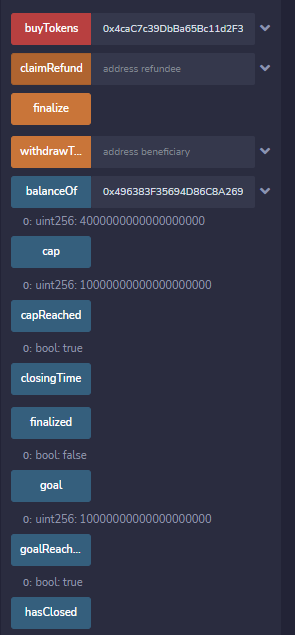 buyTokens 0x4caC7c39DbBa65Bc11d2F3
claimRefund address refundee
finalize
withdrawT... address beneficiary
balanceOf 0x496383F35694D86C8A269
0: uint256: 4000000000000000000
cap
0: uint256: 10000000000000000000
capReached
0: bool: true
closingTime
finalized
0: bool: false
goal
0: uint256: 10000000000000000000
goalReach...
0: bool: true
hasClosed